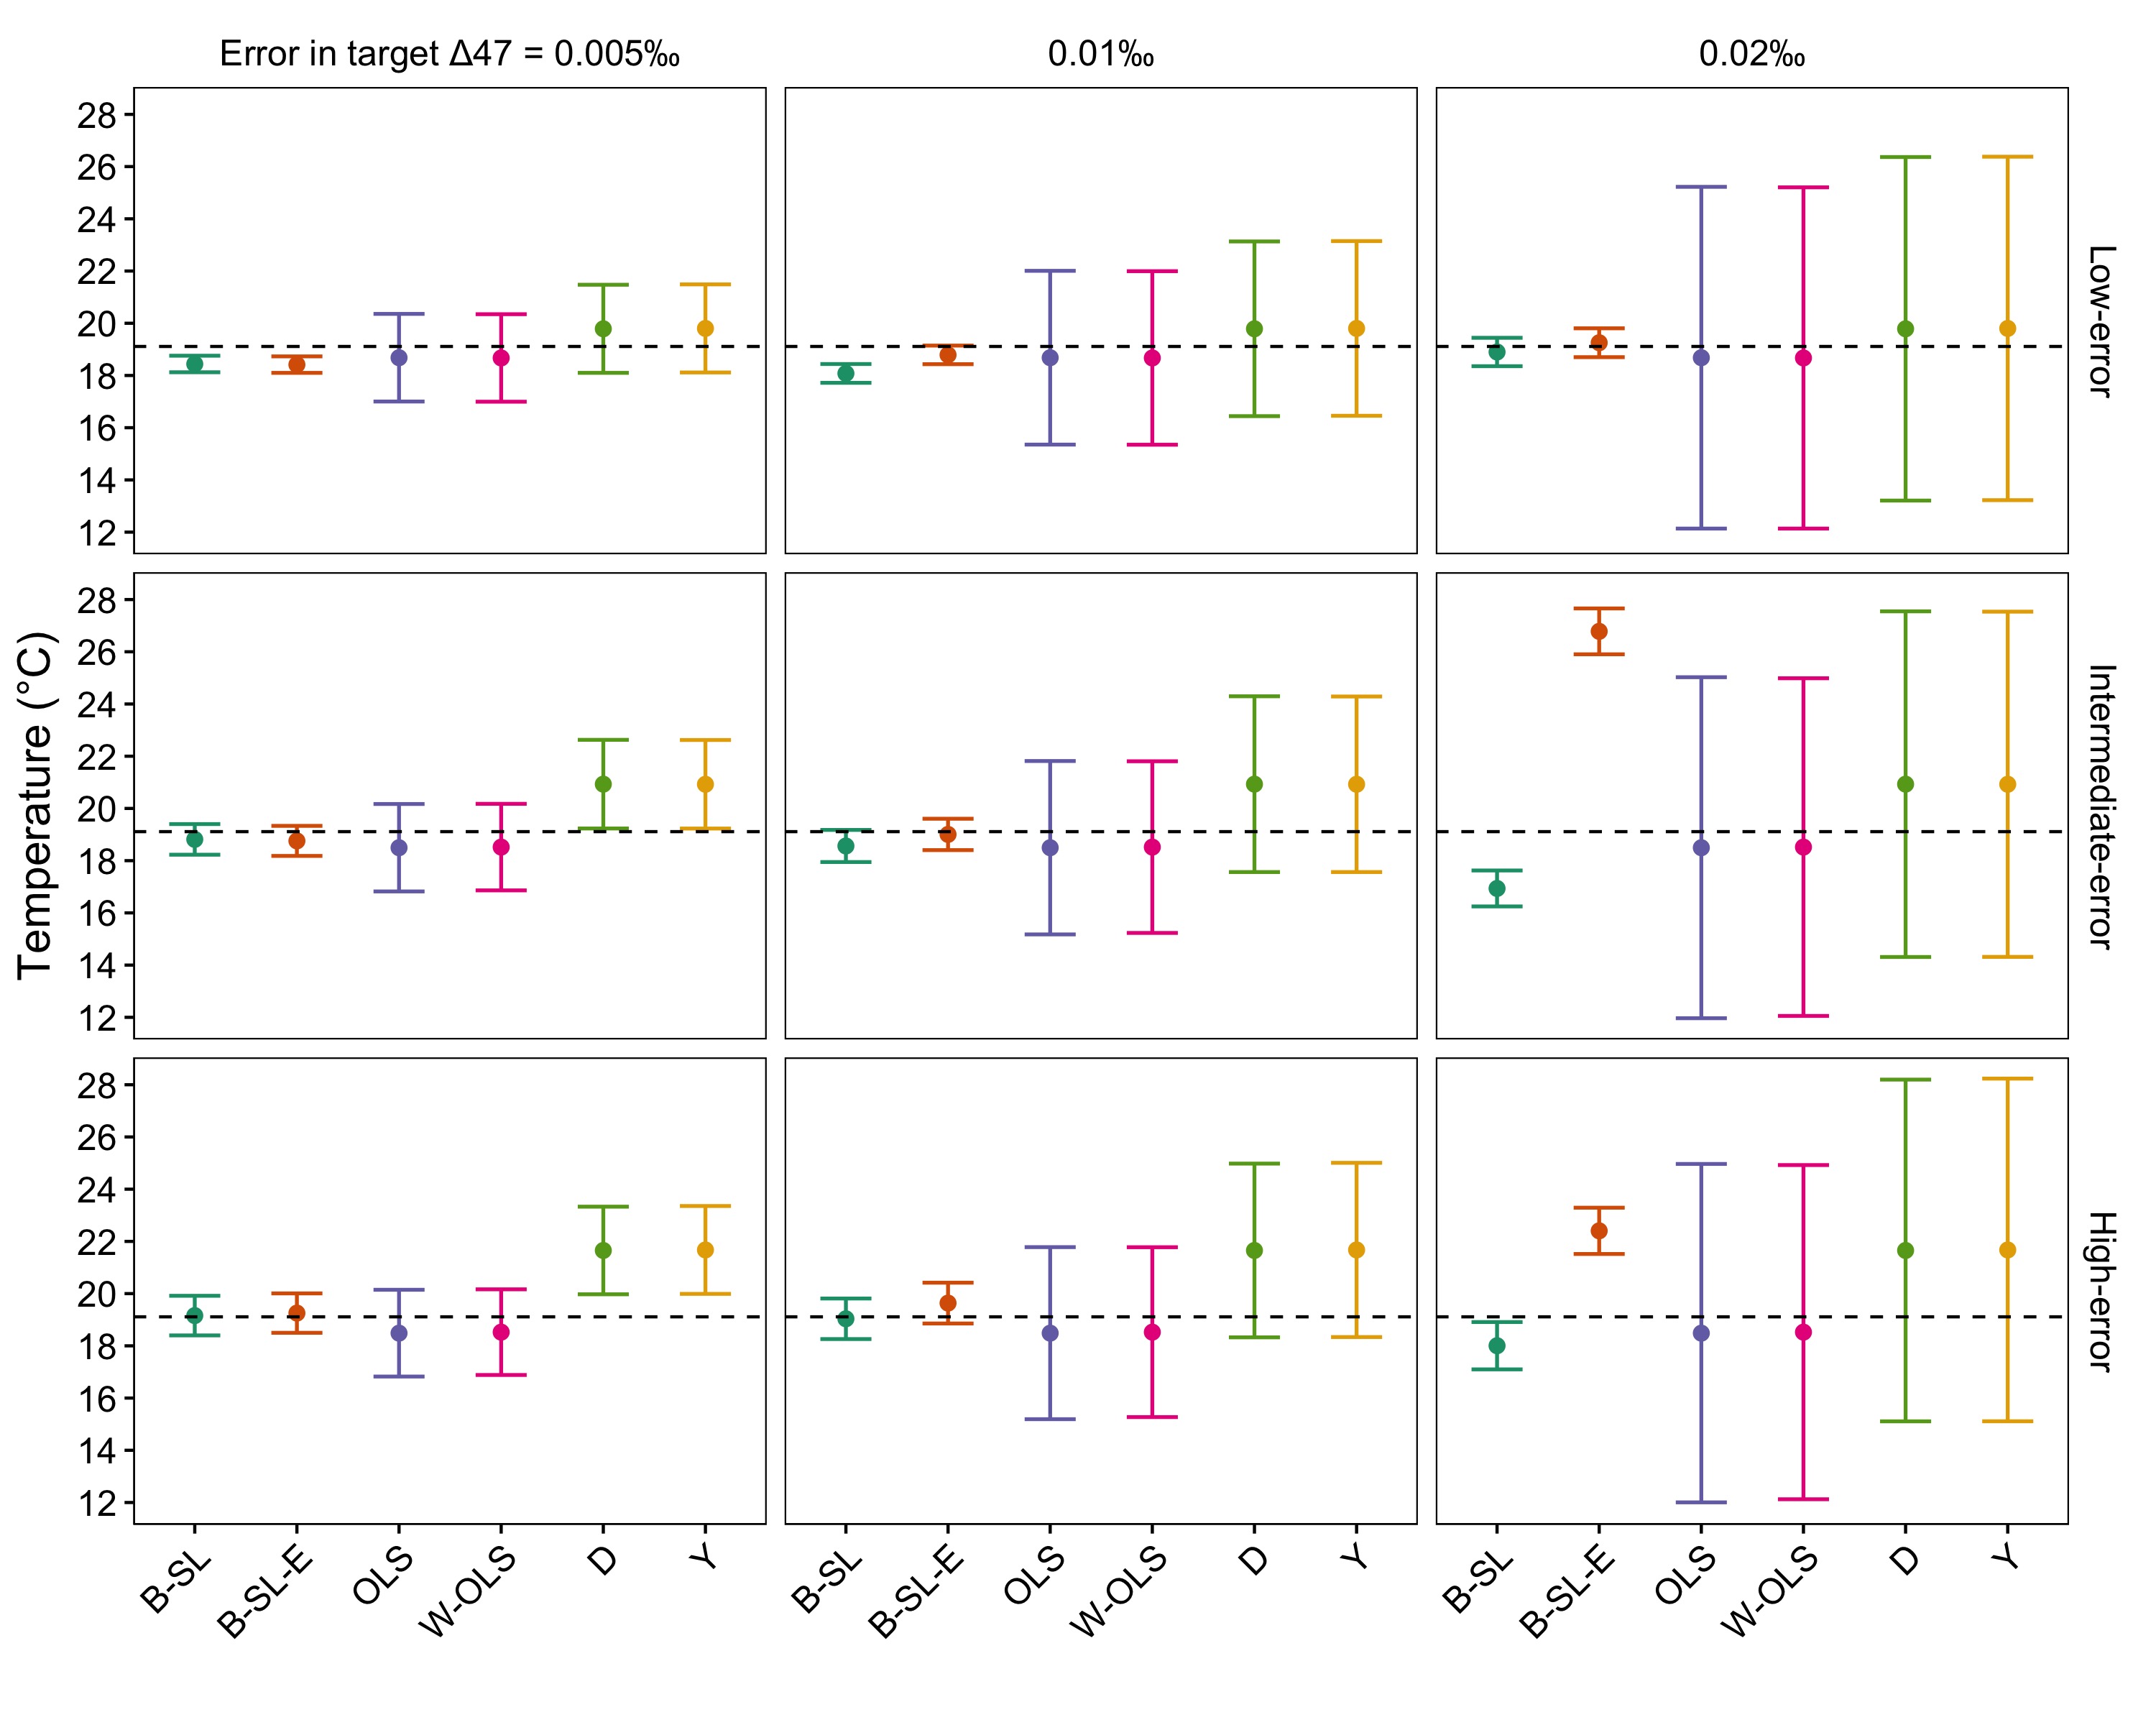 Error in target Δ47 = 0.005‰
0.01‰
0.02‰
28
26
24
22
20
18
16
14
12
Low-error
Temperature (°C)
28
26
24
22
20
18
16
14
12
Intermediate-error
28
26
24
22
20
18
16
14
12
High-error
B-SL
B-SL-E
OLS
W-OLS
D
Y
B-SL
B-SL-E
OLS
W-OLS
D
Y
B-SL
B-SL-E
OLS
W-OLS
D
Y